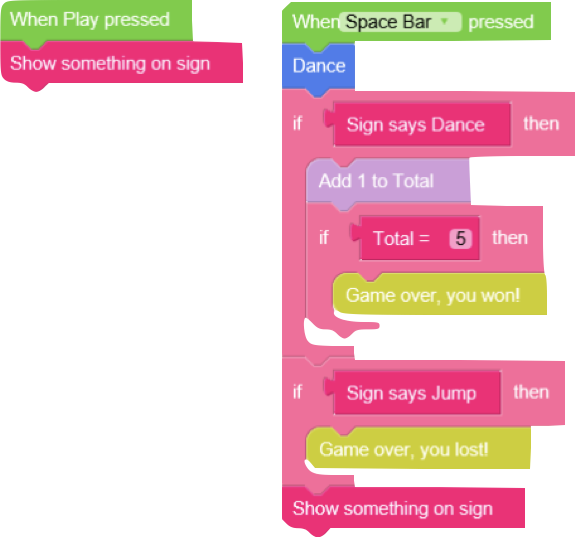 When Play pressed
Show something on sign
When Space Bar pressed
Dance
if Sign says Dance then
Add 1 to Total
if Total = 5 then
Game over, you won!
if Sign says Jump then
Game over, you lost!
Show something on sign